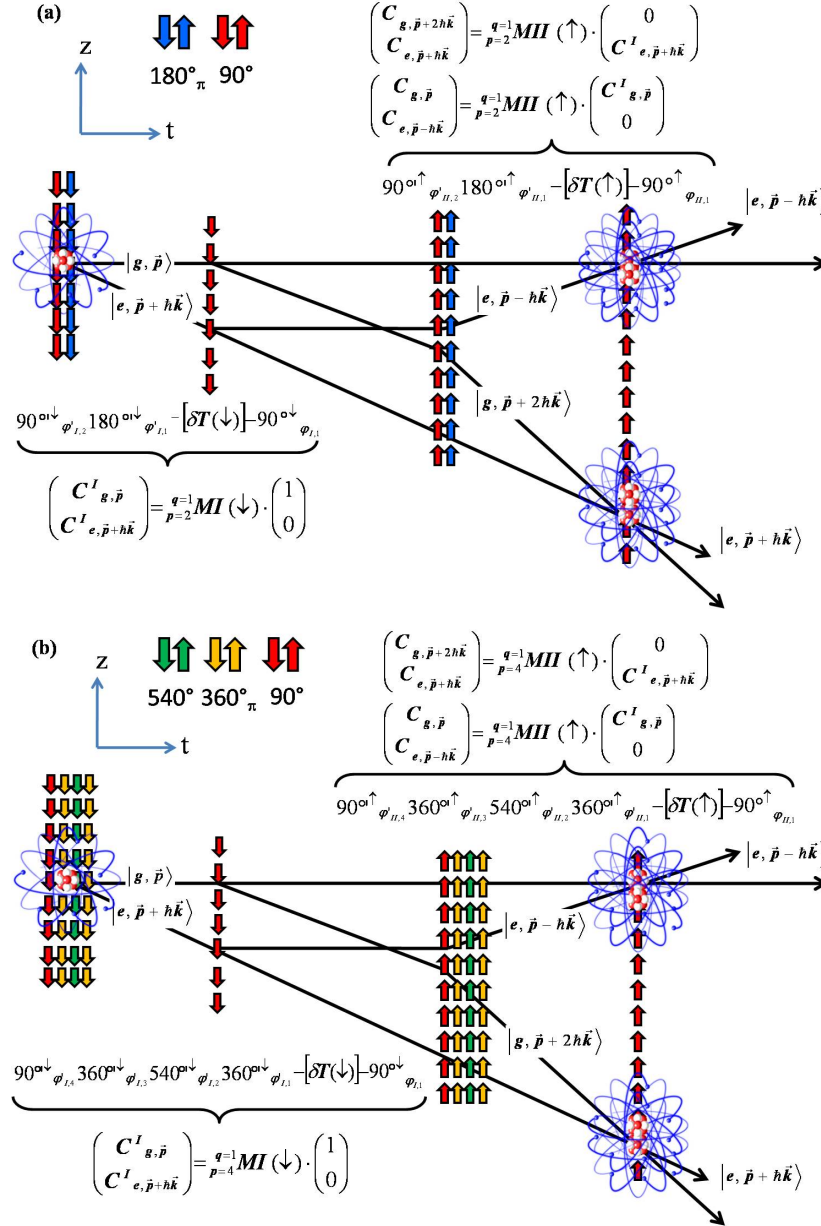 (a)
z
t
180°π 90°
(C g, p⃗+2ħk⃗ / C e, p⃗+ħk⃗) = q=1 p=2 MII (↑) · (0 / C^I e, p⃗+ħk⃗)
(C g, p⃗ / C e, p⃗−ħk⃗) = q=1 p=2 MII (↑) · (C^I g, p⃗ / 0)
90°'↑ φ'II,2 180°'↑ φ'II,1 −[δT(↑)]−90°↑ φII,1
|e, p⃗ − ħk⃗⟩
|g, p⃗⟩
|e, p⃗ + ħk⃗⟩
|e, p⃗ − ħk⃗⟩
|g, p⃗ + 2ħk⃗⟩
90°'↓ φ'I,2 180°'↓ φ'I,1 −[δT(↓)]−90°↓ φI,1
(C^I g, p⃗ / C^I e, p⃗+ħk⃗) = q=1 p=2 MI (↓) · (1 / 0)
|e, p⃗ + ħk⃗⟩
(b)
z
t
540° 360°π 90°
(C g, p⃗+2ħk⃗ / C e, p⃗+ħk⃗) = q=1 p=4 MII (↑) · (0 / C^I e, p⃗+ħk⃗)
(C g, p⃗ / C e, p⃗−ħk⃗) = q=1 p=4 MII (↑) · (C^I g, p⃗ / 0)
90°'↑ φ'II,4 360°'↑ φ'II,3 540°'↑ φ'II,2 360°'↑ φ'II,1 −[δT(↑)]−90°↑ φII,1
|e, p⃗ − ħk⃗⟩
|g, p⃗⟩
|e, p⃗ + ħk⃗⟩
|e, p⃗ − ħk⃗⟩
|g, p⃗ + 2ħk⃗⟩
90°'↓ φ'I,4 360°'↓ φ'I,3 540°'↓ φ'I,2 360°'↓ φ'I,1 −[δT(↓)]−90°↓ φI,1
(C^I g, p⃗ / C^I e, p⃗+ħk⃗) = q=1 p=4 MI (↓) · (1 / 0)
|e, p⃗ + ħk⃗⟩